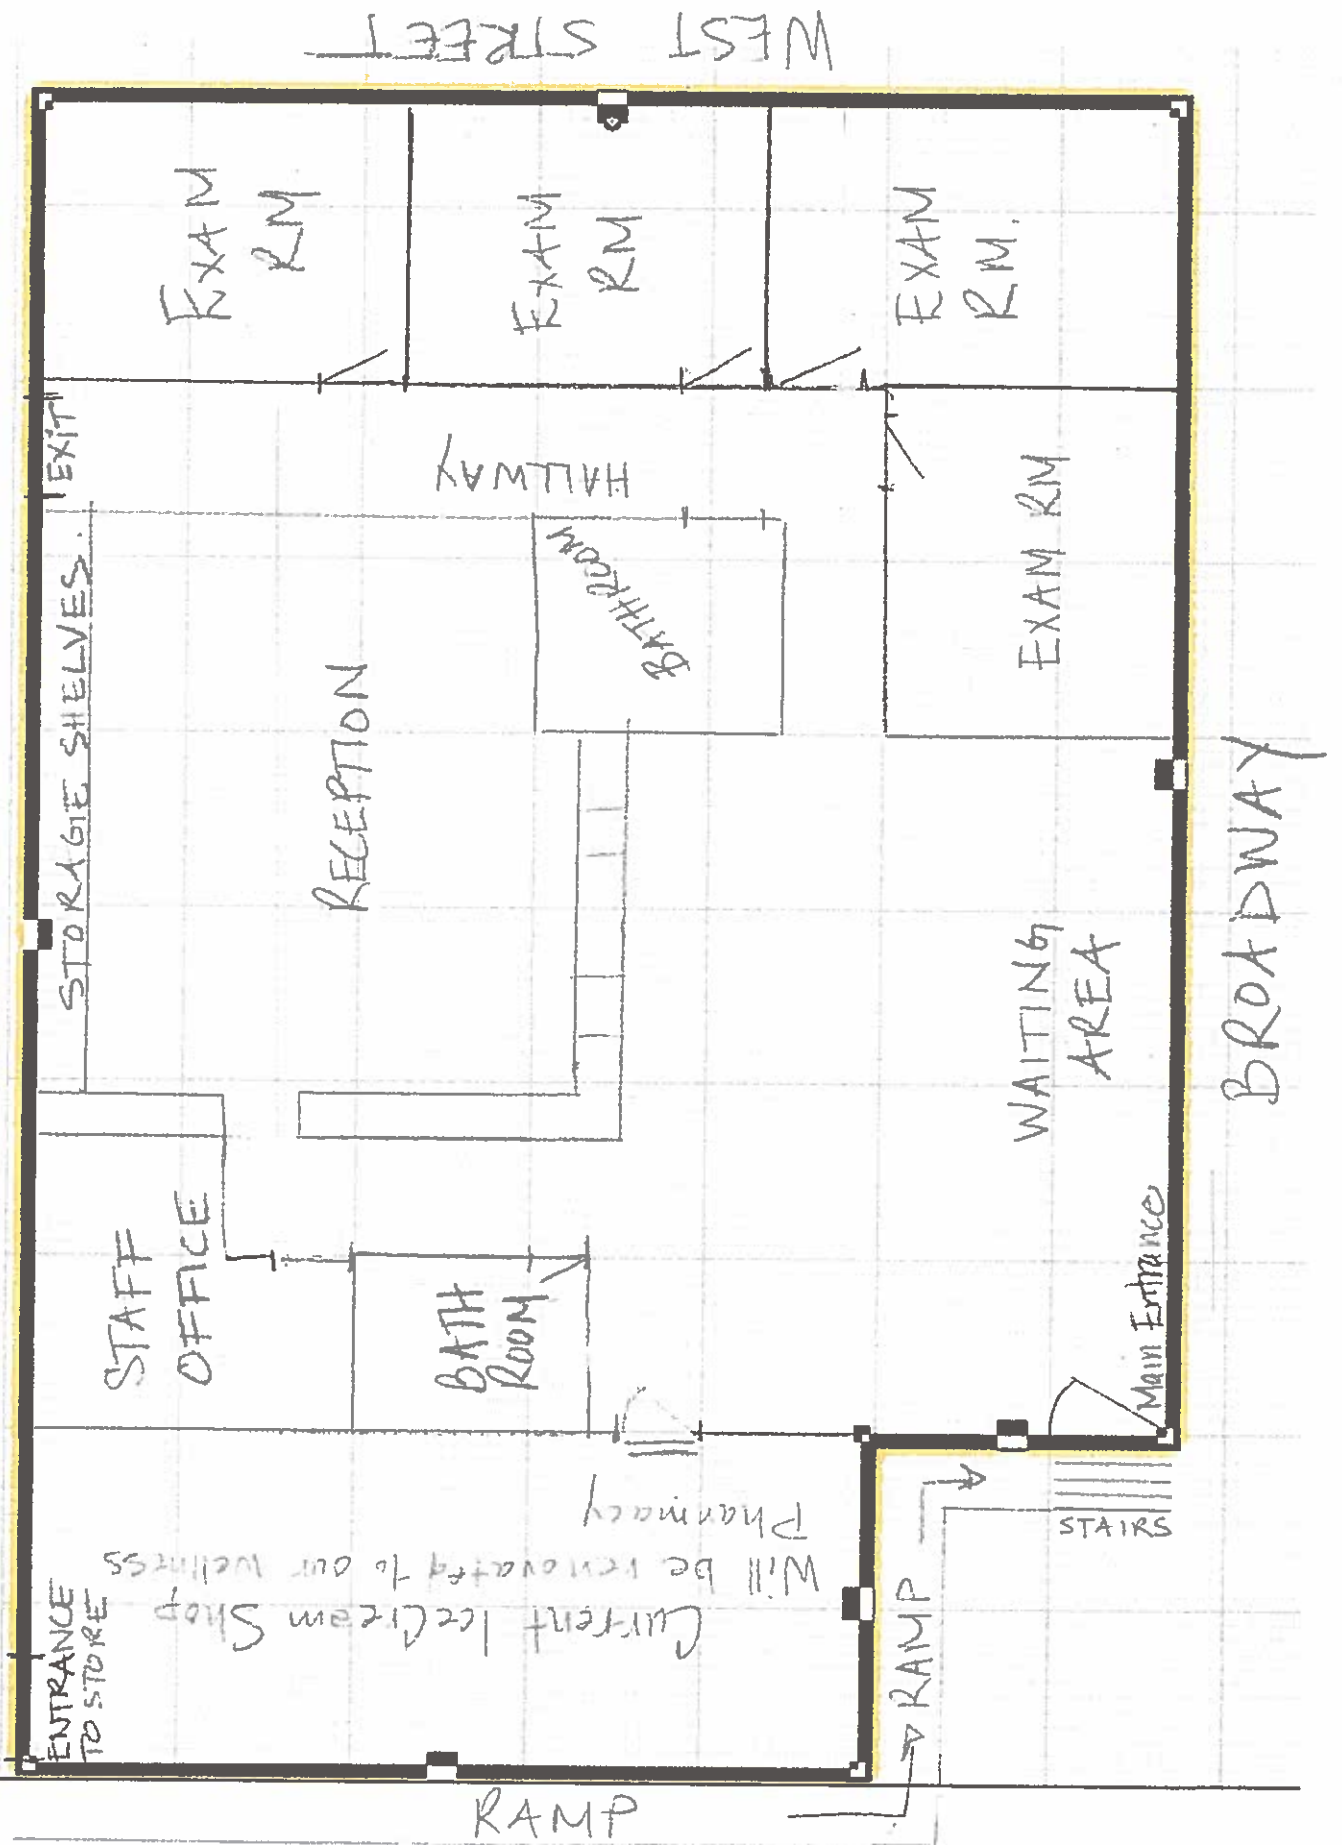 WEST STREET
EXAM
RM
EXAM
RM
EXAM
RM.
EXIT
HALLWAY
BATHROOM
EXAM RM
STORAGE SHELVES.
RECEPTION
WAITING
AREA
BROADWAY
STAFF
OFFICE
BATH
ROOM
Main Entrance
STAIRS
Current IceCream Shop
Will be renovated to our wellness
Pharmacy
ENTRANCE
TO STORE
RAMP
RAMP